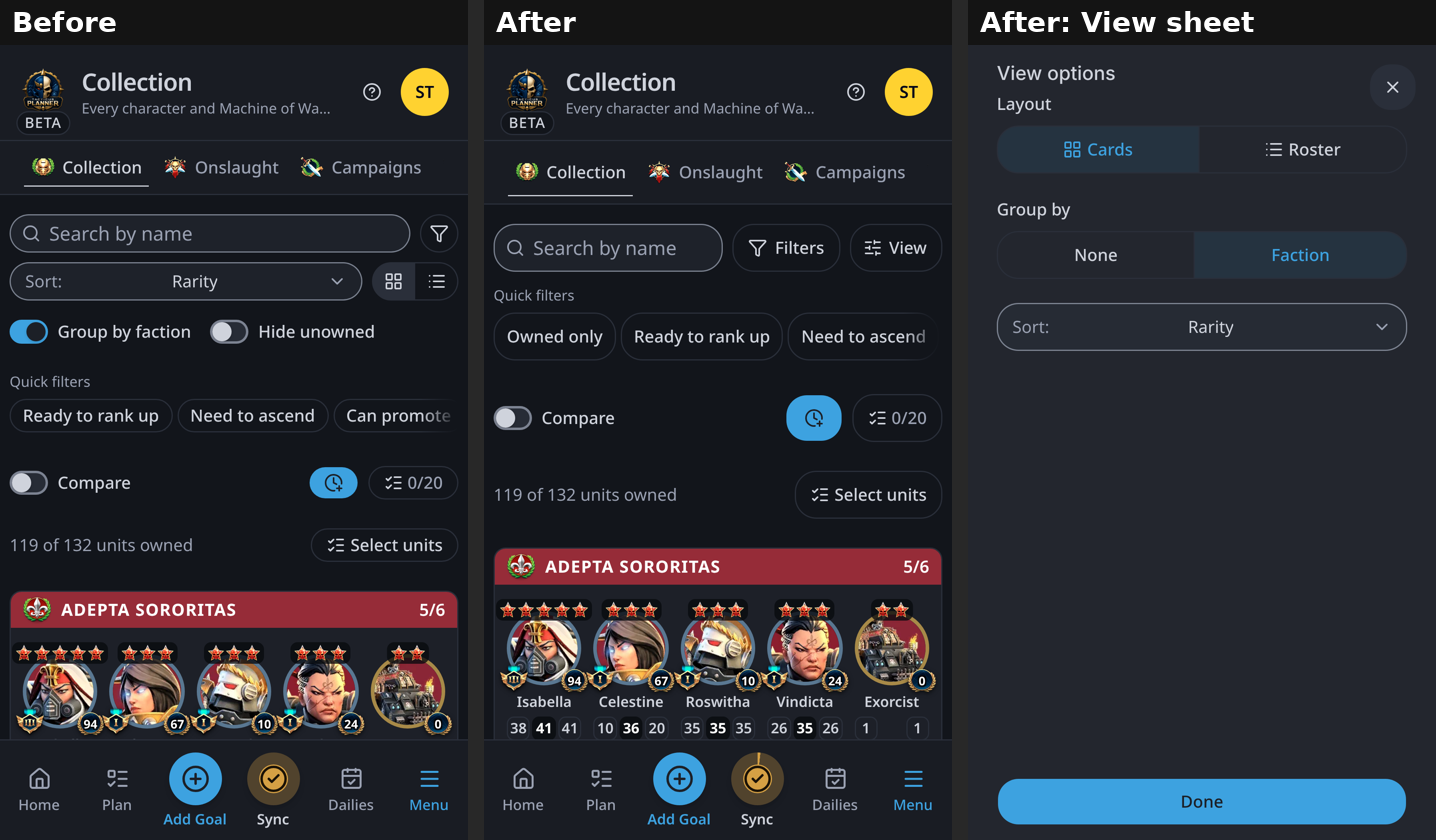 Before
PLANNER
BETA
Collection
Every character and Machine of Wa...
ST
Collection
Onslaught
Campaigns
Search by name
Sort:
Rarity
Group by faction
Hide unowned
Quick filters
Ready to rank up
Need to ascend
Can promote
Compare
0/20
119 of 132 units owned
Select units
ADEPTA SORORITAS
5/6
III 94
I 67
I 10
I 24
0
Home
Plan
Add Goal
Sync
Dailies
Menu
After
PLANNER
BETA
Collection
Every character and Machine of Wa...
ST
Collection
Onslaught
Campaigns
Search by name
Filters
View
Quick filters
Owned only
Ready to rank up
Need to ascend
Compare
0/20
119 of 132 units owned
Select units
ADEPTA SORORITAS
5/6
III 94
I 67
I 10
I 24
0
Isabella
Celestine
Roswitha
Vindicta
Exorcist
38 41 41
10 36 20
35 35 35
26 35 26
1 1
Home
Plan
Add Goal
Sync
Dailies
Menu
After: View sheet
View options
Layout
Cards
Roster
Group by
None
Faction
Sort:
Rarity
Done